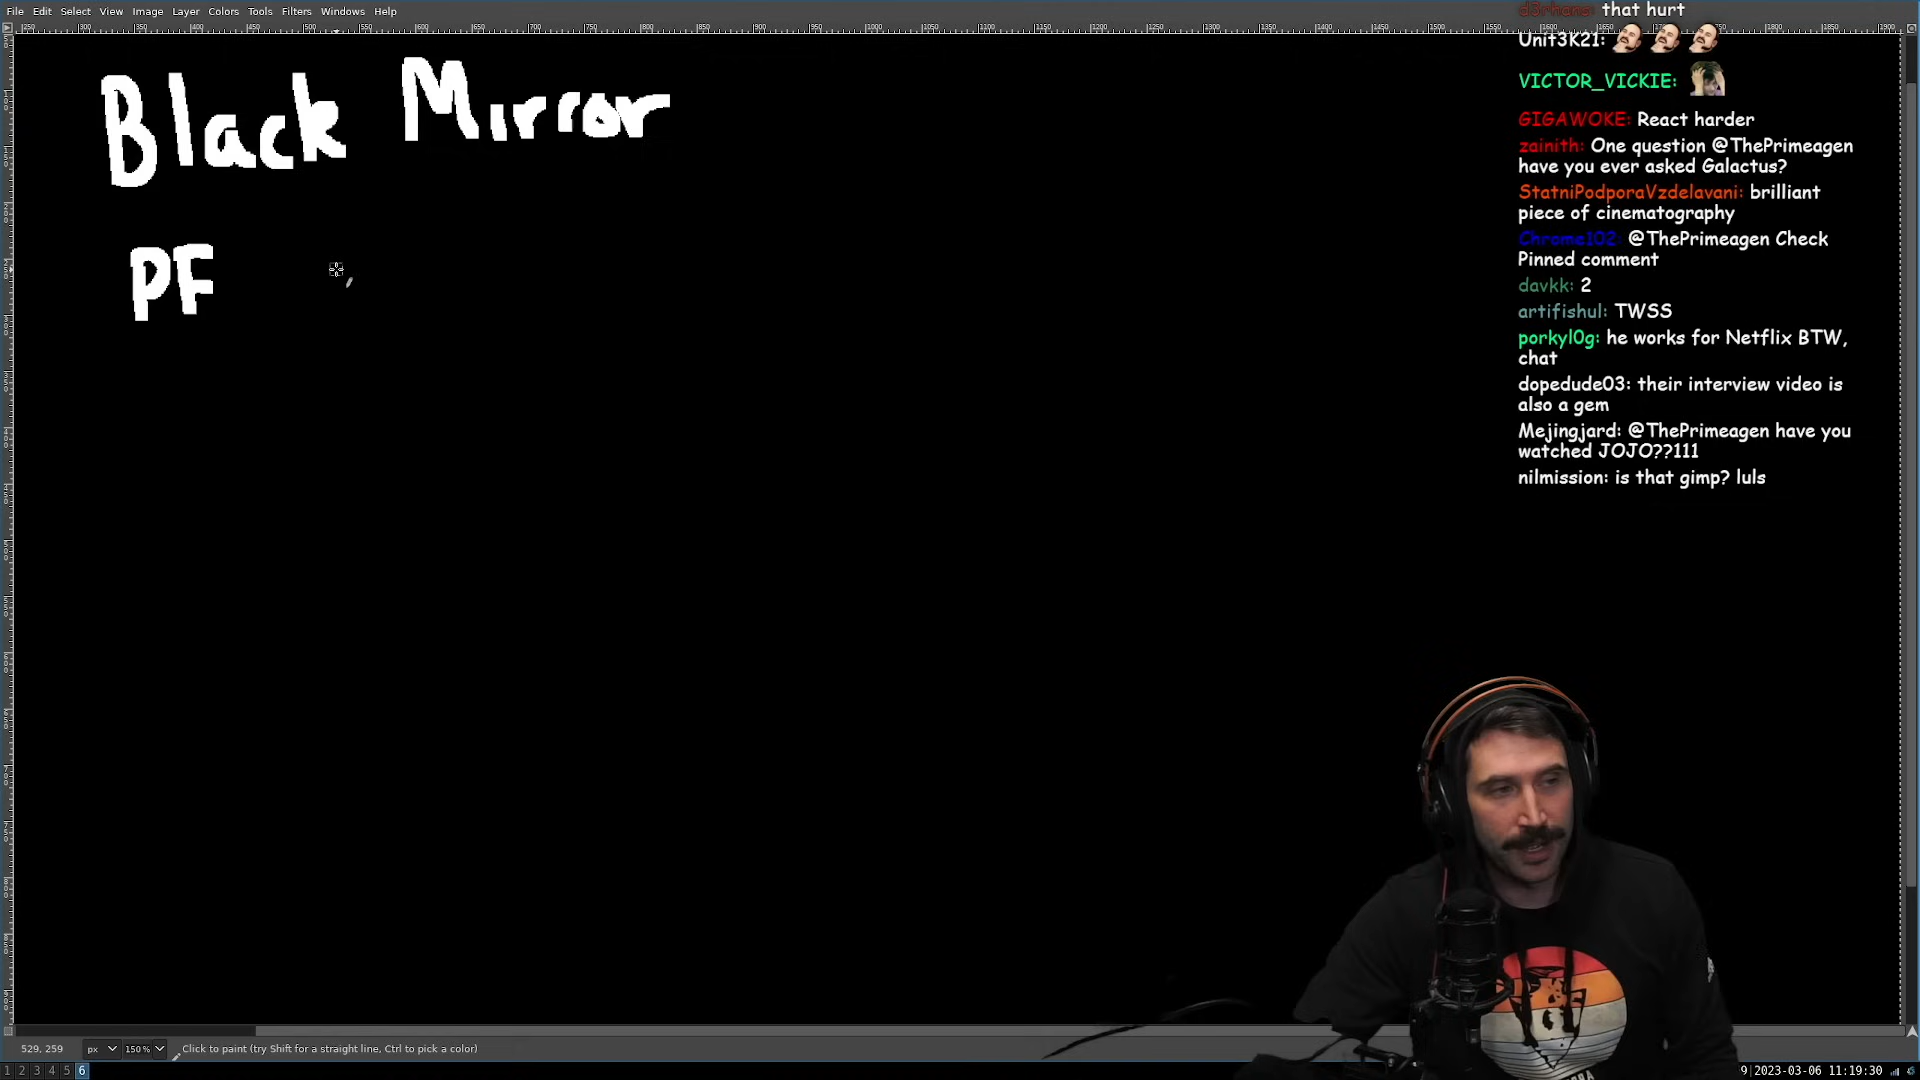 File Edit Select View Image Layer Colors Tools Filters Windows Help
Black Mirror
PF
d3rhans: that hurt
Unit3K21:
VICTOR_VICKIE:
GIGAWOKE: React harder
zainith: One question @ThePrimeagen
have you ever asked Galactus?
StatniPodporaVzdelavani: brilliant
piece of cinematography
Chrome102: @ThePrimeagen Check
Pinned comment
davkk: 2
artifishul: TWSS
porkyl0g: he works for Netflix BTW,
chat
dopedude03: their interview video is
also a gem
Mejingjard: @ThePrimeagen have you
watched JOJO??111
nilmission: is that gimp? luls
529, 259 px 150% Click to paint (try Shift for a straight line, Ctrl to pick a color)
1 2 3 4 5 6
9|2023-03-06 11:19:30